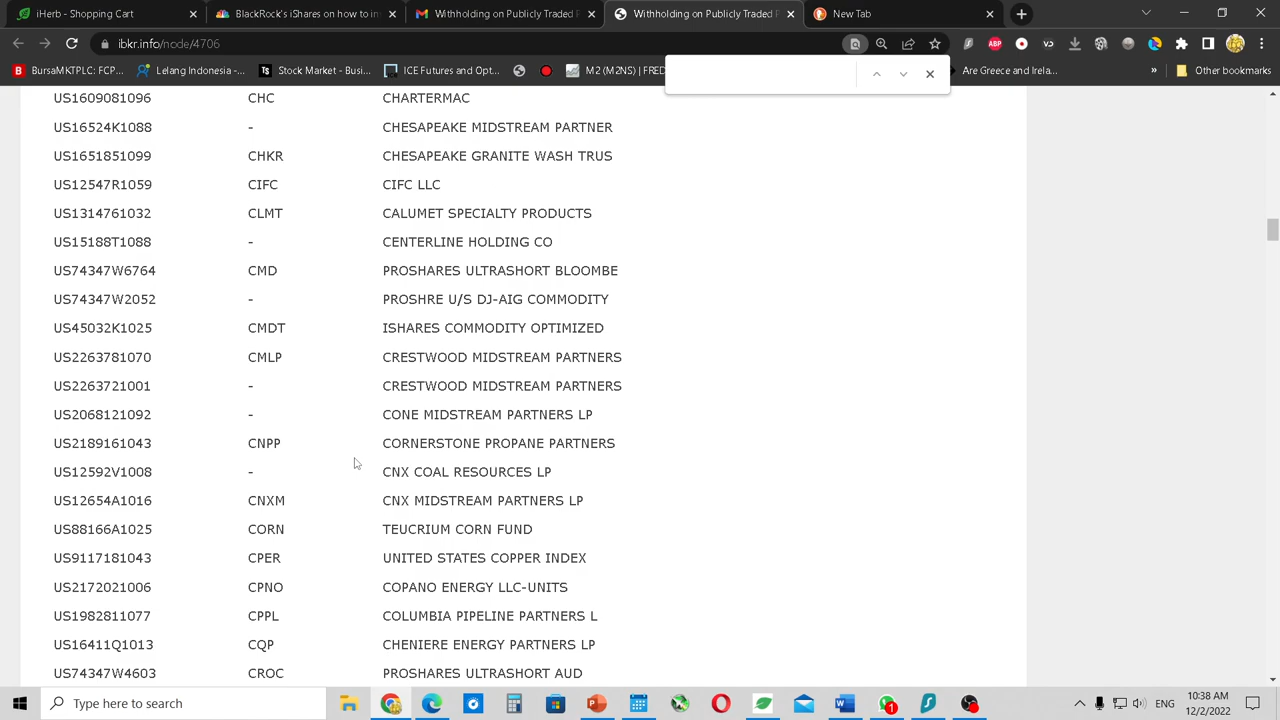 iHerb - Shopping Cart
BlackRock's iShares on how to in
Withholding on Publicly Traded P
Withholding on Publicly Traded P
New Tab
ibkr.info/node/4706
BursaMKTPLC: FCP...
Lelang Indonesia -...
Stock Market - Busi...
ICE Futures and Opt...
M2 (M2NS) | FRED
Are Greece and Irela...
Other bookmarks
US1609081096 CHC CHARTERMAC
US16524K1088 - CHESAPEAKE MIDSTREAM PARTNER
US1651851099 CHKR CHESAPEAKE GRANITE WASH TRUS
US12547R1059 CIFC CIFC LLC
US1314761032 CLMT CALUMET SPECIALTY PRODUCTS
US15188T1088 - CENTERLINE HOLDING CO
US74347W6764 CMD PROSHARES ULTRASHORT BLOOMBE
US74347W2052 - PROSHRE U/S DJ-AIG COMMODITY
US45032K1025 CMDT ISHARES COMMODITY OPTIMIZED
US2263781070 CMLP CRESTWOOD MIDSTREAM PARTNERS
US2263721001 - CRESTWOOD MIDSTREAM PARTNERS
US2068121092 - CONE MIDSTREAM PARTNERS LP
US2189161043 CNPP CORNERSTONE PROPANE PARTNERS
US12592V1008 - CNX COAL RESOURCES LP
US12654A1016 CNXM CNX MIDSTREAM PARTNERS LP
US88166A1025 CORN TEUCRIUM CORN FUND
US9117181043 CPER UNITED STATES COPPER INDEX
US2172021006 CPNO COPANO ENERGY LLC-UNITS
US1982811077 CPPL COLUMBIA PIPELINE PARTNERS L
US16411Q1013 CQP CHENIERE ENERGY PARTNERS LP
US74347W4603 CROC PROSHARES ULTRASHORT AUD
Type here to search
1
ENG
10:38 AM
12/2/2022